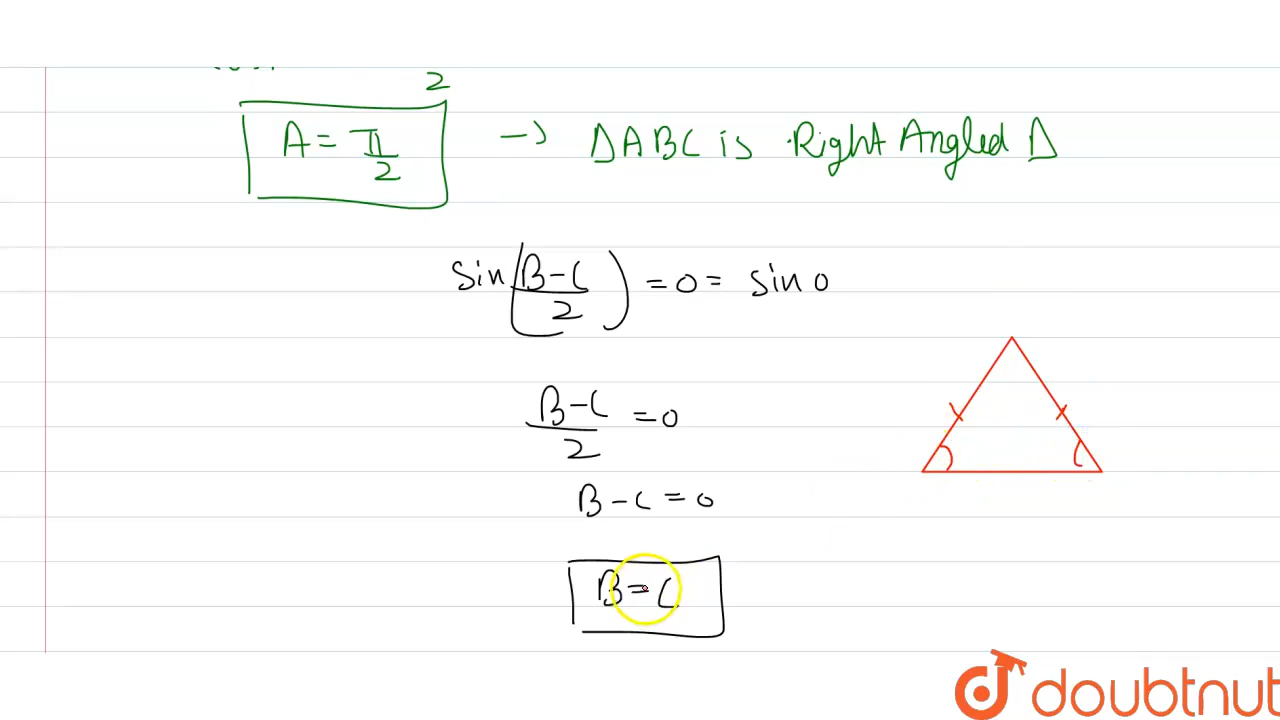 2
A = π/2 → ΔABC is Right Angled Δ
sin((B-C)/2) = 0 = sin 0
(B-C)/2 = 0
B-C = 0
B = C
doubtnut